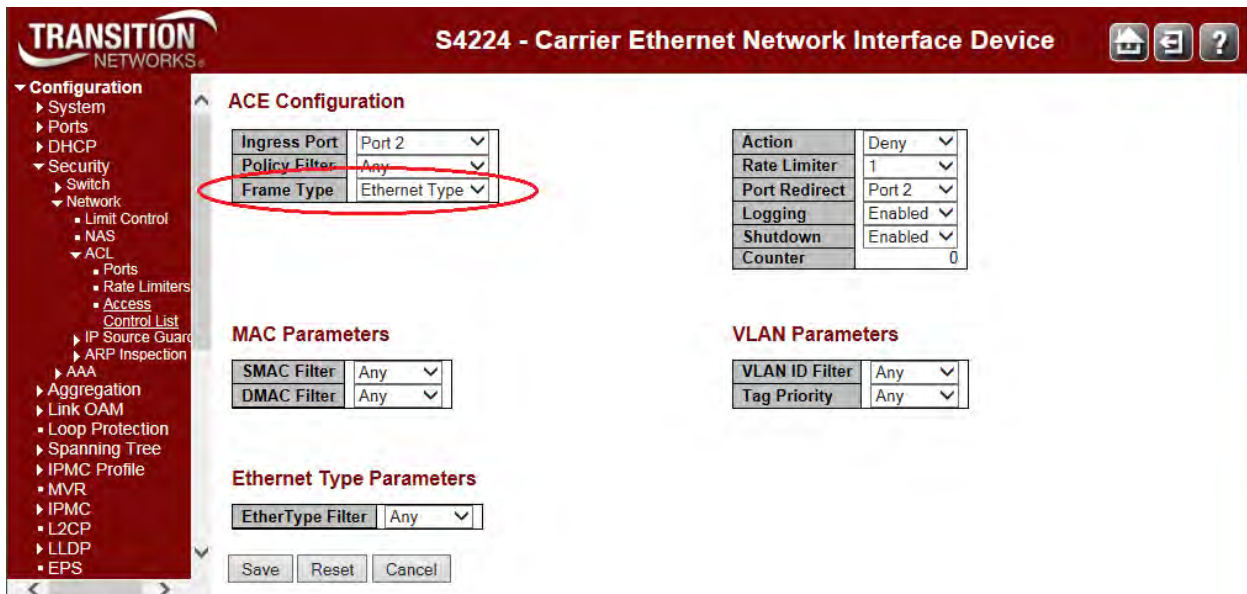 TRANSITION
NETWORKS®
S4224 - Carrier Ethernet Network Interface Device
?
Configuration
System
Ports
DHCP
Security
Switch
Network
Limit Control
NAS
ACL
Ports
Rate Limiters
Access
Control List
IP Source Guard
ARP Inspection
AAA
Aggregation
Link OAM
Loop Protection
Spanning Tree
IPMC Profile
MVR
IPMC
L2CP
LLDP
EPS
ACE Configuration
Ingress Port Port 2
Policy Filter Any
Frame Type Ethernet Type
Action Deny
Rate Limiter 1
Port Redirect Port 2
Logging Enabled
Shutdown Enabled
Counter 0
MAC Parameters
SMAC Filter Any
DMAC Filter Any
VLAN Parameters
VLAN ID Filter Any
Tag Priority Any
Ethernet Type Parameters
EtherType Filter Any
Save Reset Cancel